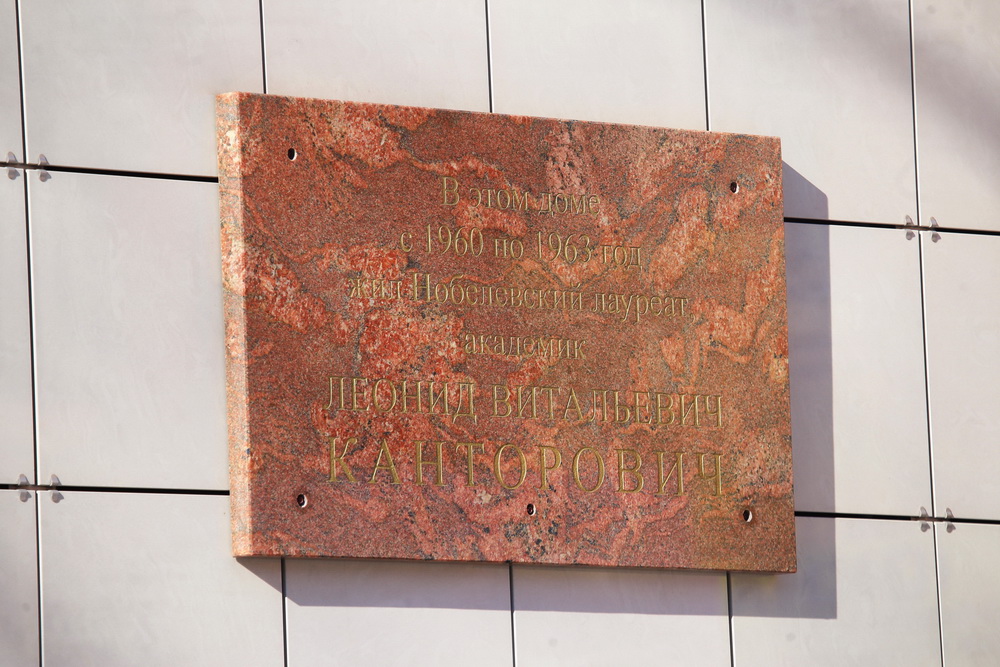 В этом доме
с 1960 по 1963 год
жил Нобелевский лауреат,
академик
ЛЕОНИД ВИТАЛЬЕВИЧ
КАНТОРОВИЧ